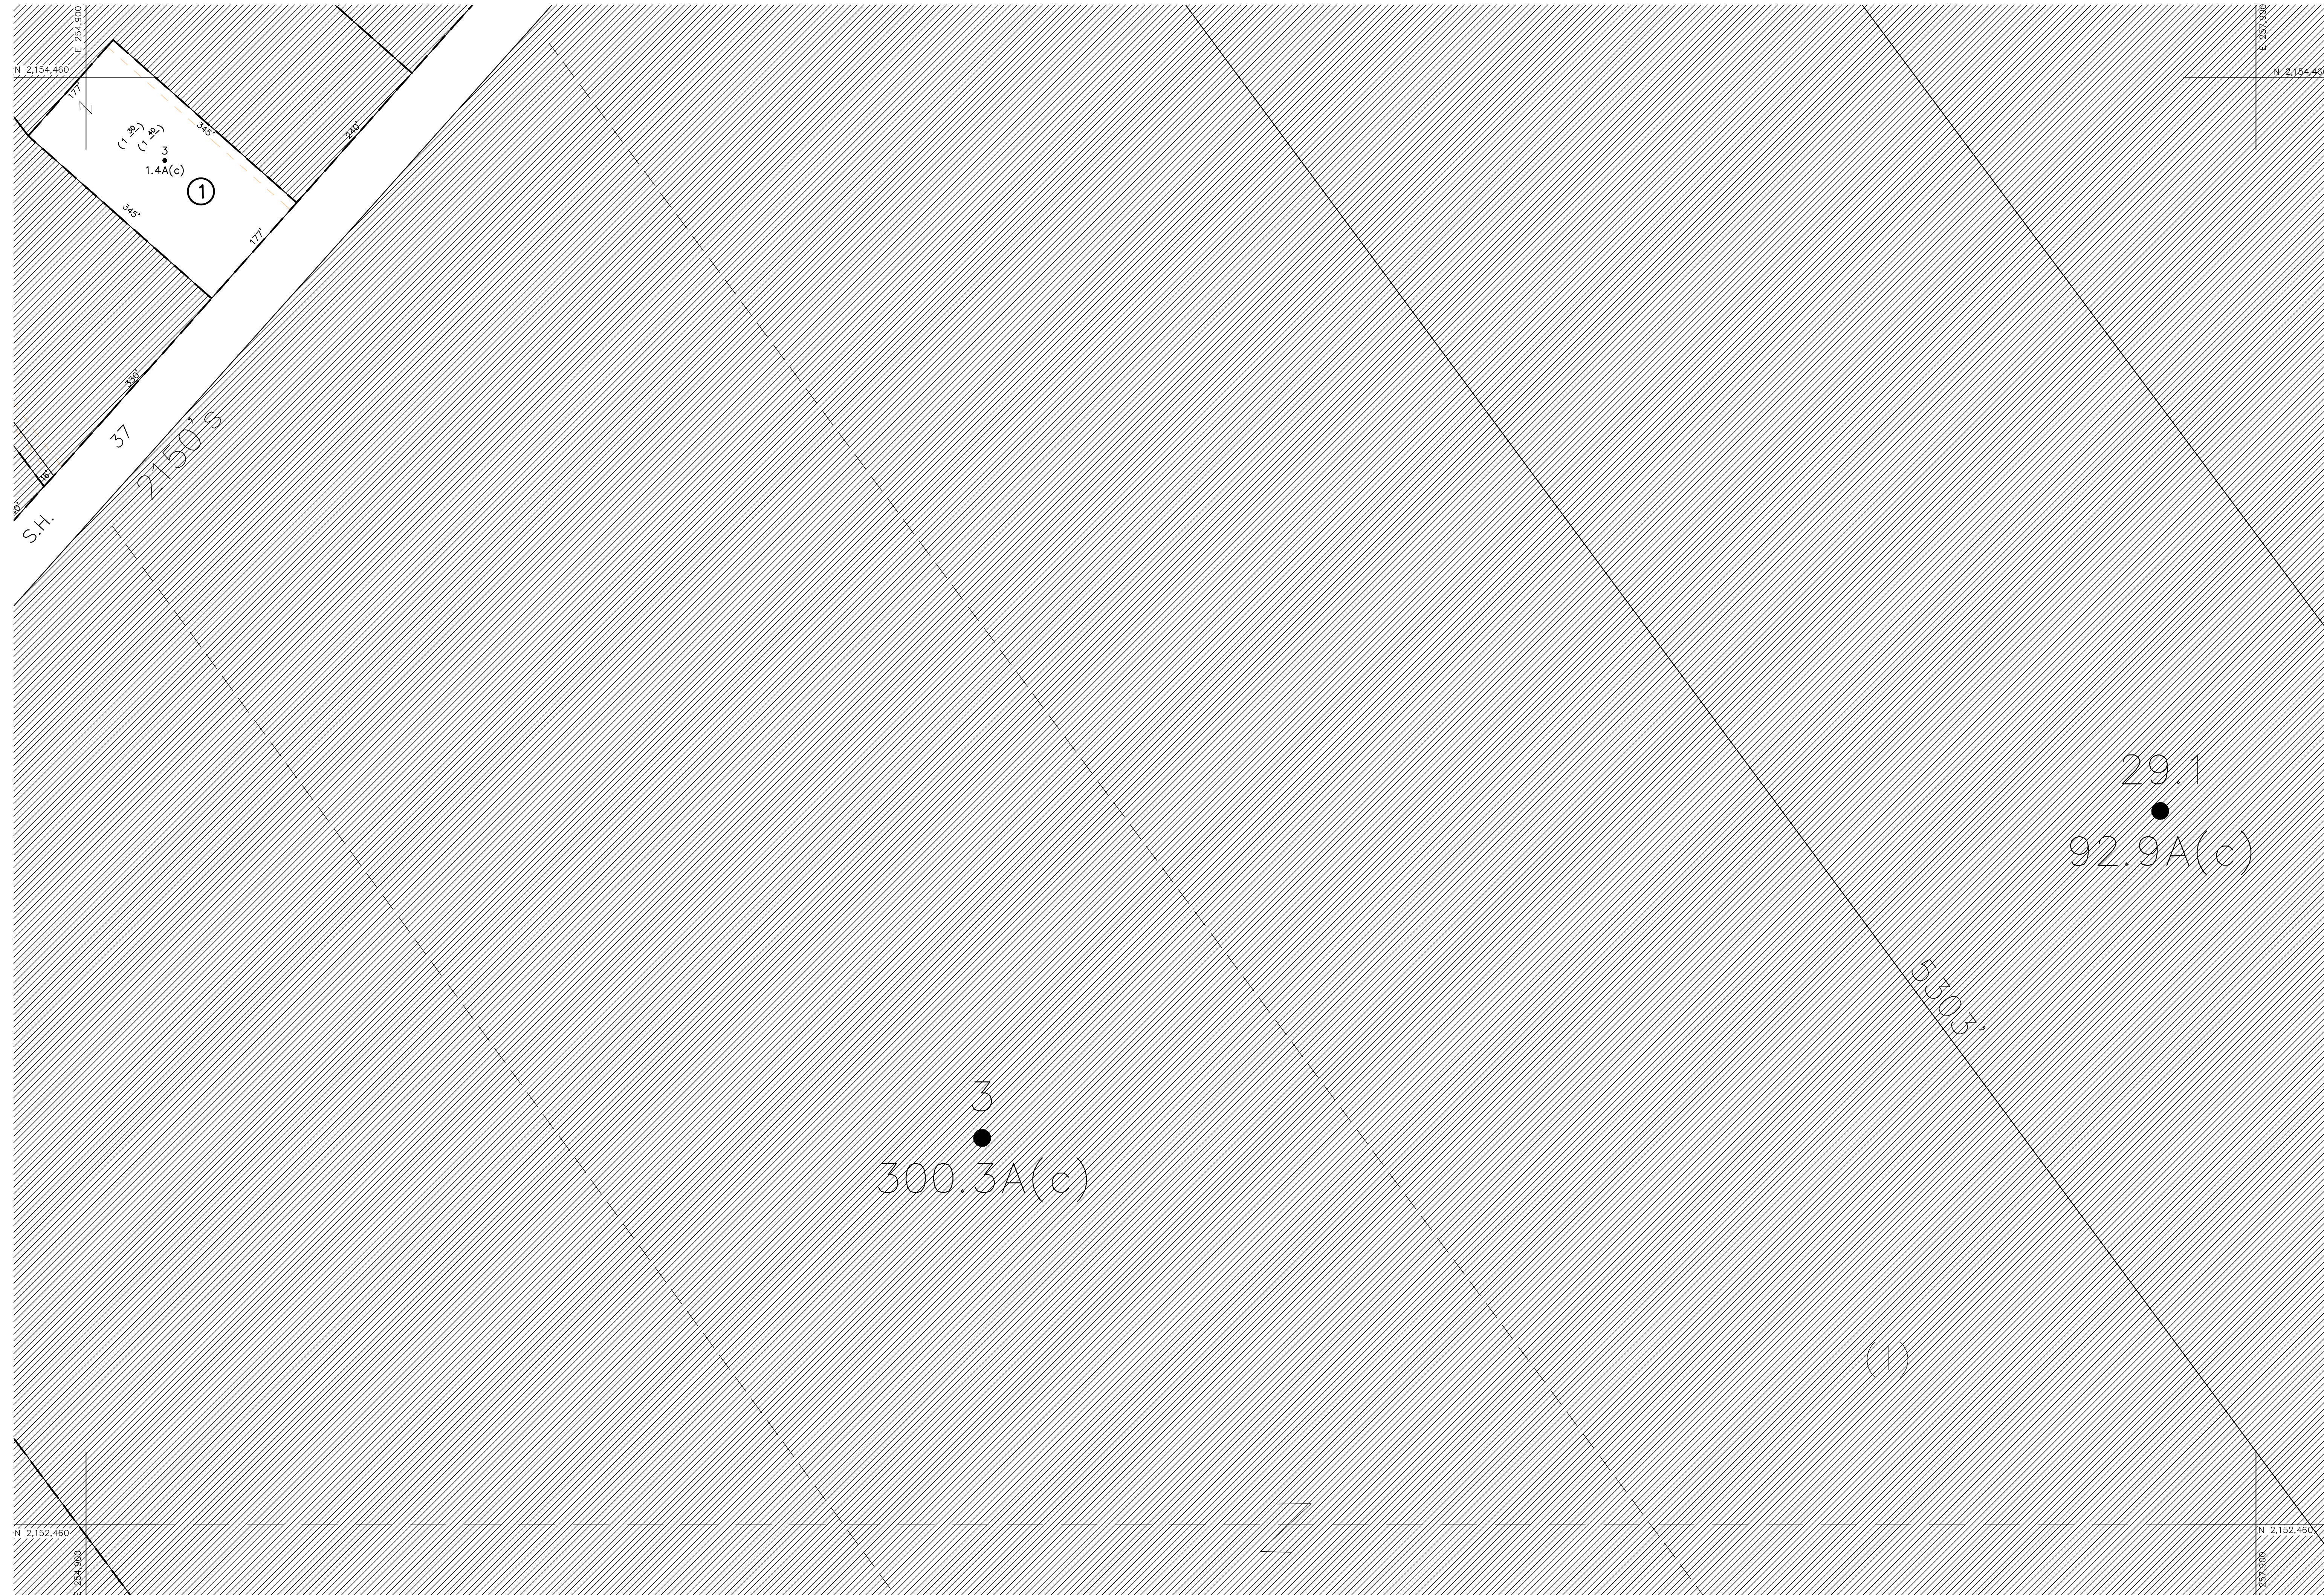 E 254,900
E 257,900
N 2,154,460
N 2,154,460
177'
Z
(1 30)
(1 40)
345'
240'
3
1.4A(c)
1
345'
177'
330'
2150'S
37
16'
S.H.
29.1
92.9A(c)
5303'
3
300.3A(c)
(1)
Z
N 2,152,460
N 2,152,460
E 254,900
257,900